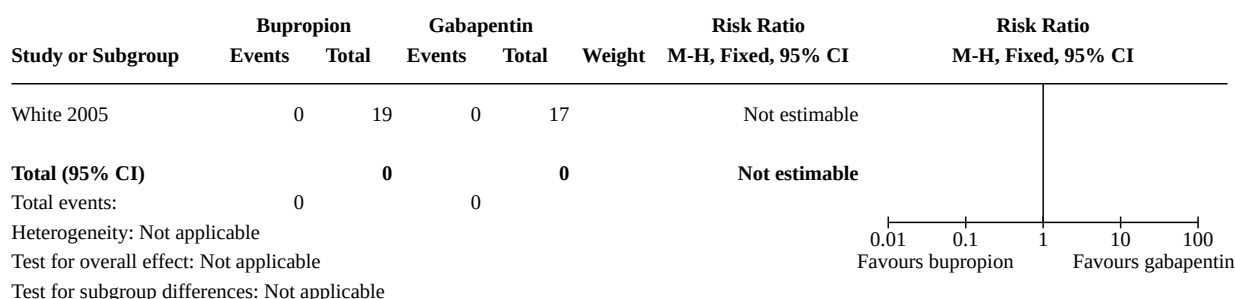 Bupropion Gabapentin Risk Ratio Risk Ratio
Study or Subgroup Events Total Events Total Weight M-H, Fixed, 95% CI M-H, Fixed, 95% CI
White 2005 0 19 0 17 Not estimable
Total (95% CI) 0 0 Not estimable
Total events: 0 0
Heterogeneity: Not applicable
0.01 0.1 1 10 100
Test for overall effect: Not applicable Favours bupropion Favours gabapentin
Test for subgroup differences: Not applicable